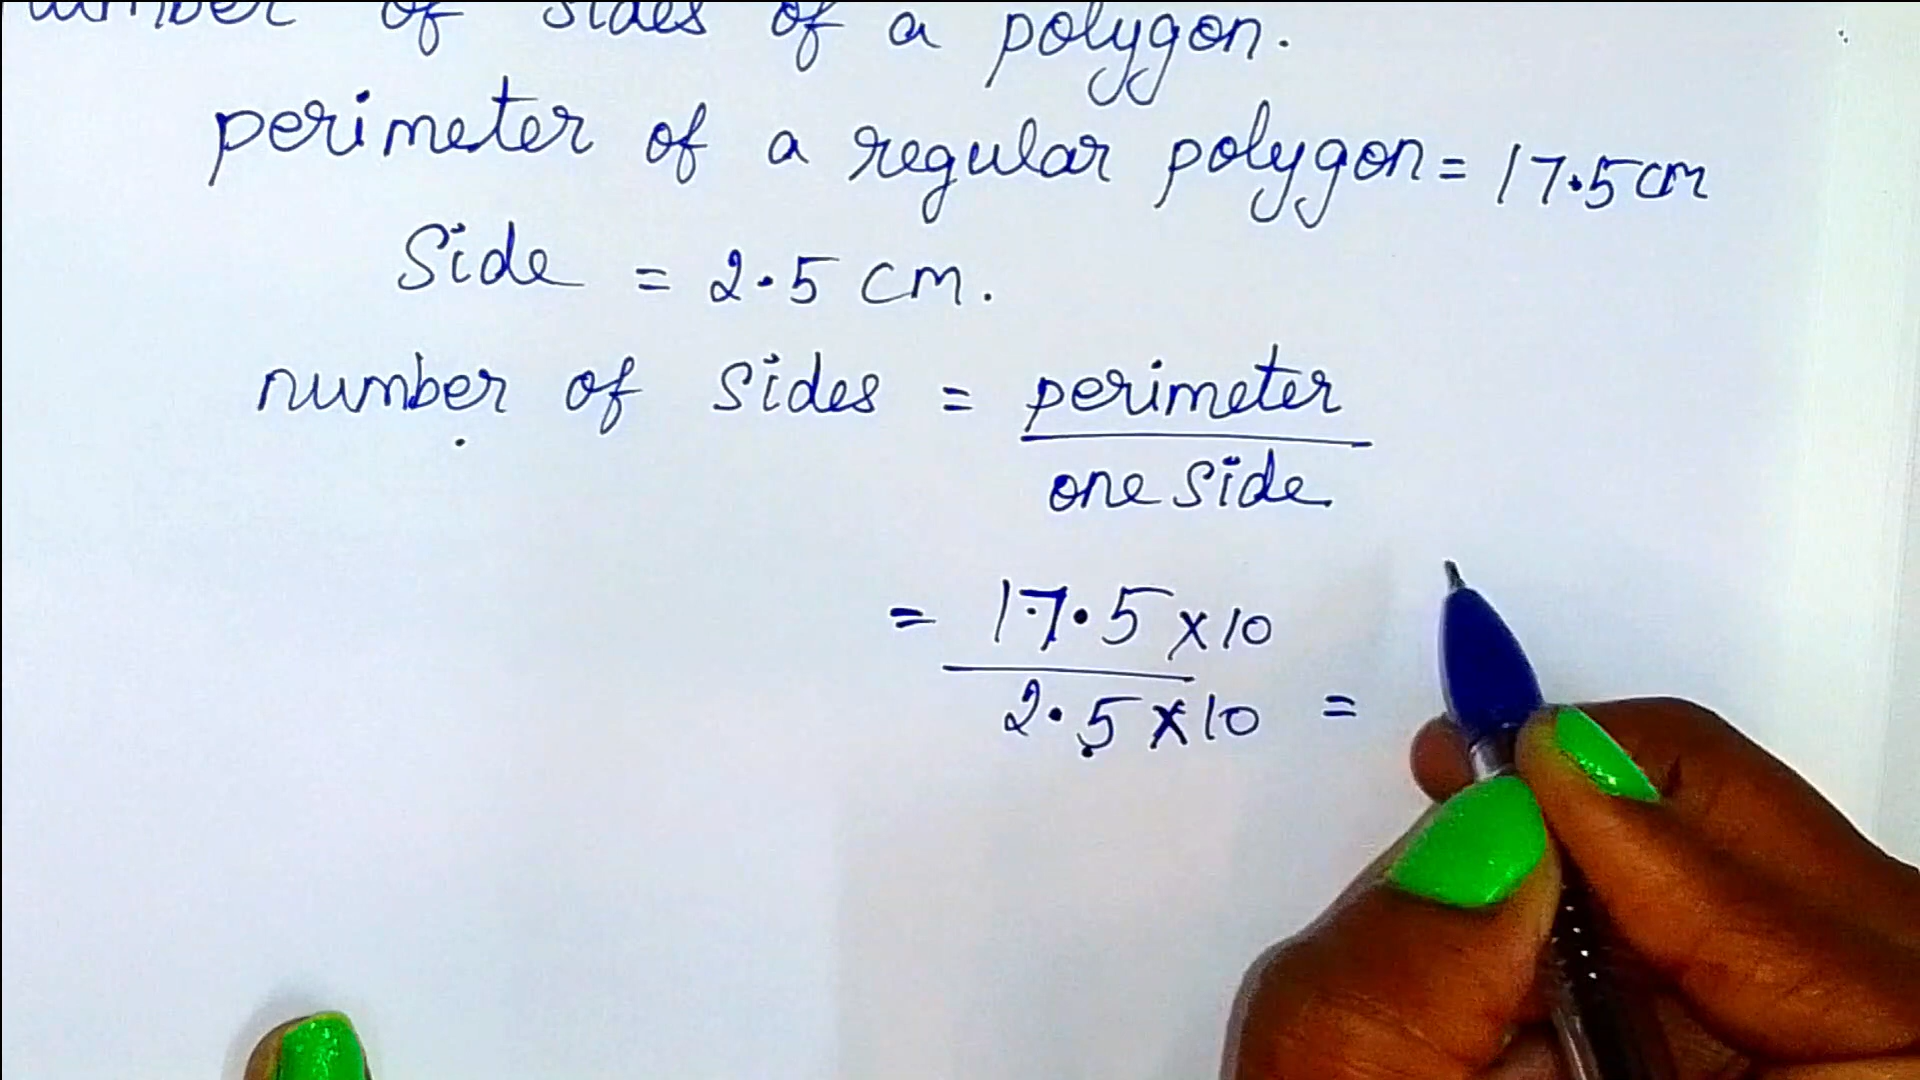 number of sides of a polygon.
perimeter of a regular polygon = 17.5 cm
Side = 2.5 cm.
number of sides = perimeter
one side
= 17.5 x 10
2.5 x 10 =